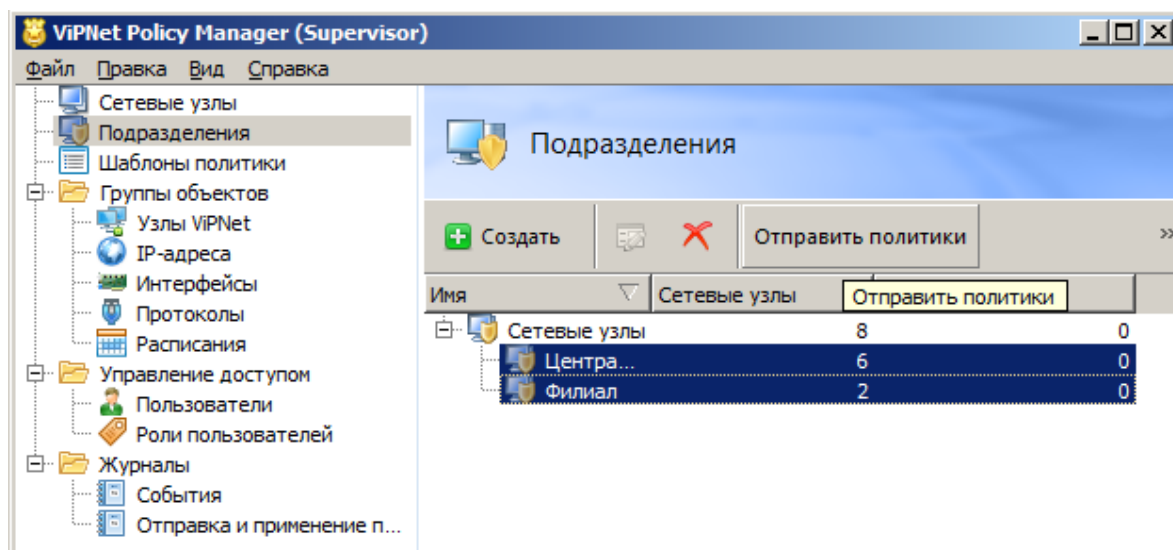 ViPNet Policy Manager (Supervisor)
Файл Правка Вид Справка
Сетевые узлы
Подразделения
Шаблоны политики
Группы объектов
Узлы ViPNet
IP-адреса
Интерфейсы
Протоколы
Расписания
Управление доступом
Пользователи
Роли пользователей
Журналы
События
Отправка и применение п...
Подразделения
Создать Отправить политики »
Имя Сетевые узлы
Отправить политики
Сетевые узлы 8 0
Центра... 6 0
Филиал 2 0